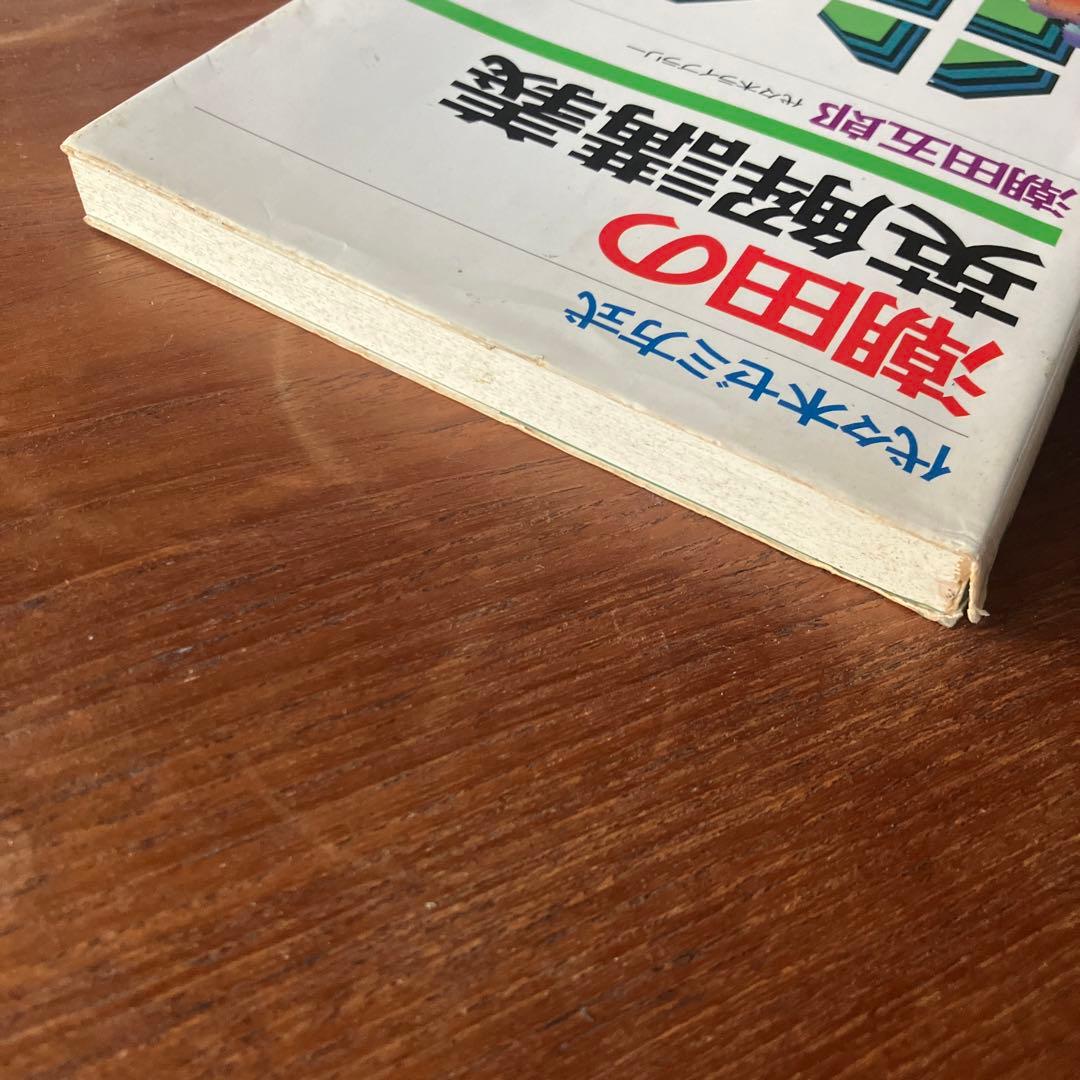 代々木ゼミ方式
潮田の
英解講義
潮田五郎
代々木ライブラリー